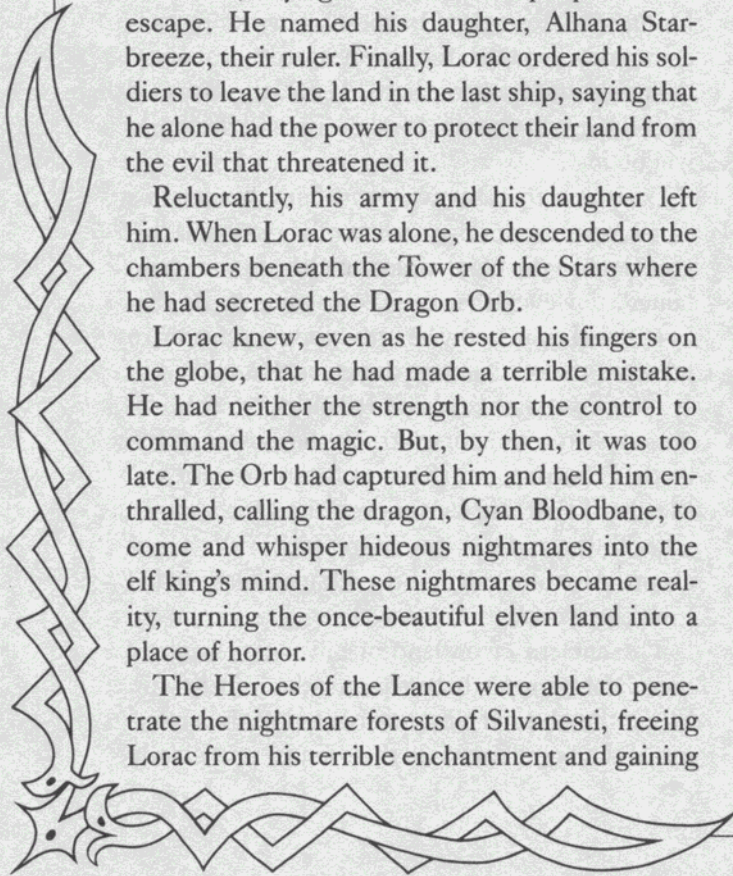 escape. He named his daughter, Alhana Star-
breeze, their ruler. Finally, Lorac ordered his sol-
diers to leave the land in the last ship, saying that
he alone had the power to protect their land from
the evil that threatened it.
Reluctantly, his army and his daughter left
him. When Lorac was alone, he descended to the
chambers beneath the Tower of the Stars where
he had secreted the Dragon Orb.
Lorac knew, even as he rested his fingers on
the globe, that he had made a terrible mistake.
He had neither the strength nor the control to
command the magic. But, by then, it was too
late. The Orb had captured him and held him en-
thralled, calling the dragon, Cyan Bloodbane, to
come and whisper hideous nightmares into the
elf king's mind. These nightmares became real-
ity, turning the once-beautiful elven land into a
place of horror.
The Heroes of the Lance were able to pene-
trate the nightmare forests of Silvanesti, freeing
Lorac from his terrible enchantment and gaining